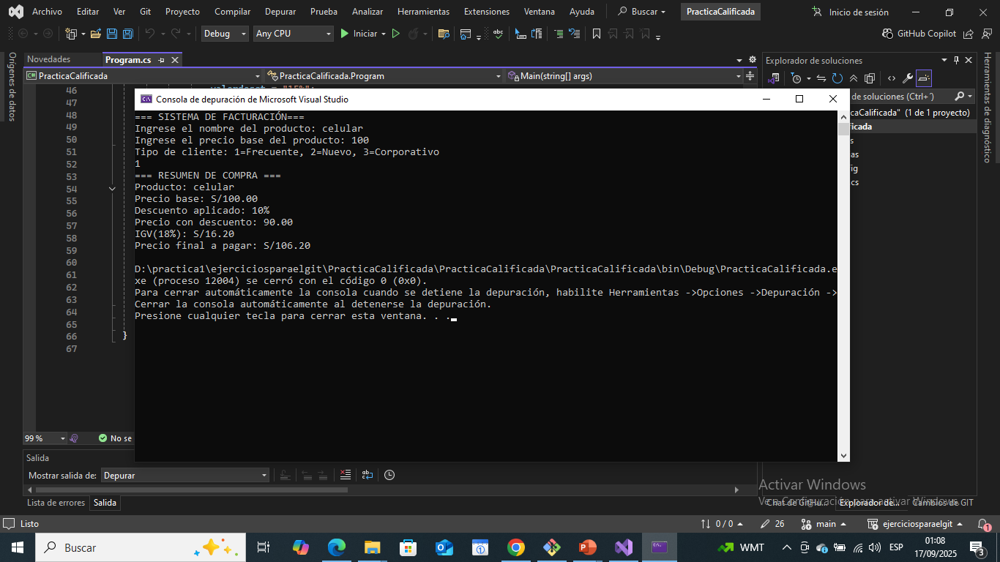 Archivo Editar Ver Git Proyecto Compilar Depurar Prueba Analizar Herramientas Extensiones Ventana Ayuda Buscar PracticaCalificada Inicio de sesión
Debug Any CPU Iniciar GitHub Copilot
Orígenes de datos
Novedades Program.cs
PracticaCalificada PracticaCalificada.Program Main(string[] args)
Explorador de soluciones
Herramientas de diagnóstico
de soluciones (Ctrl+´)
caCalificada" (1 de 1 proyecto)
ficada
s
as
ig
cs
46
47
48
49
50
51
52
53
54
55
56
57
58
59
60
61
62
63
64
65
66 }
67
Consola de depuración de Microsoft Visual Studio
=== SISTEMA DE FACTURACIÓN===
Ingrese el nombre del producto: celular
Ingrese el precio base del producto: 100
Tipo de cliente: 1=Frecuente, 2=Nuevo, 3=Corporativo
1
=== RESUMEN DE COMPRA ===
Producto: celular
Precio base: S/100.00
Descuento aplicado: 10%
Precio con descuento: 90.00
IGV(18%): S/16.20
Precio final a pagar: S/106.20
D:\practica1\ejerciciosparaelgit\PracticaCalificada\PracticaCalificada\PracticaCalificada\bin\Debug\PracticaCalificada.e
xe (proceso 12004) se cerró con el código 0 (0x0).
Para cerrar automáticamente la consola cuando se detiene la depuración, habilite Herramientas ->Opciones ->Depuración ->
Cerrar la consola automáticamente al detenerse la depuración.
Presione cualquier tecla para cerrar esta ventana. . .
99 % No se
Salida
Mostrar salida de: Depurar
Lista de errores Salida
Activar Windows
Ve a Configuración para activar Windows.
Chat de GitHu... Explorador de... Cambios de GIT
Listo 0 / 0 26 main ejerciciosparaelgit 1
Buscar WMT ESP 01:08
17/09/2025 3